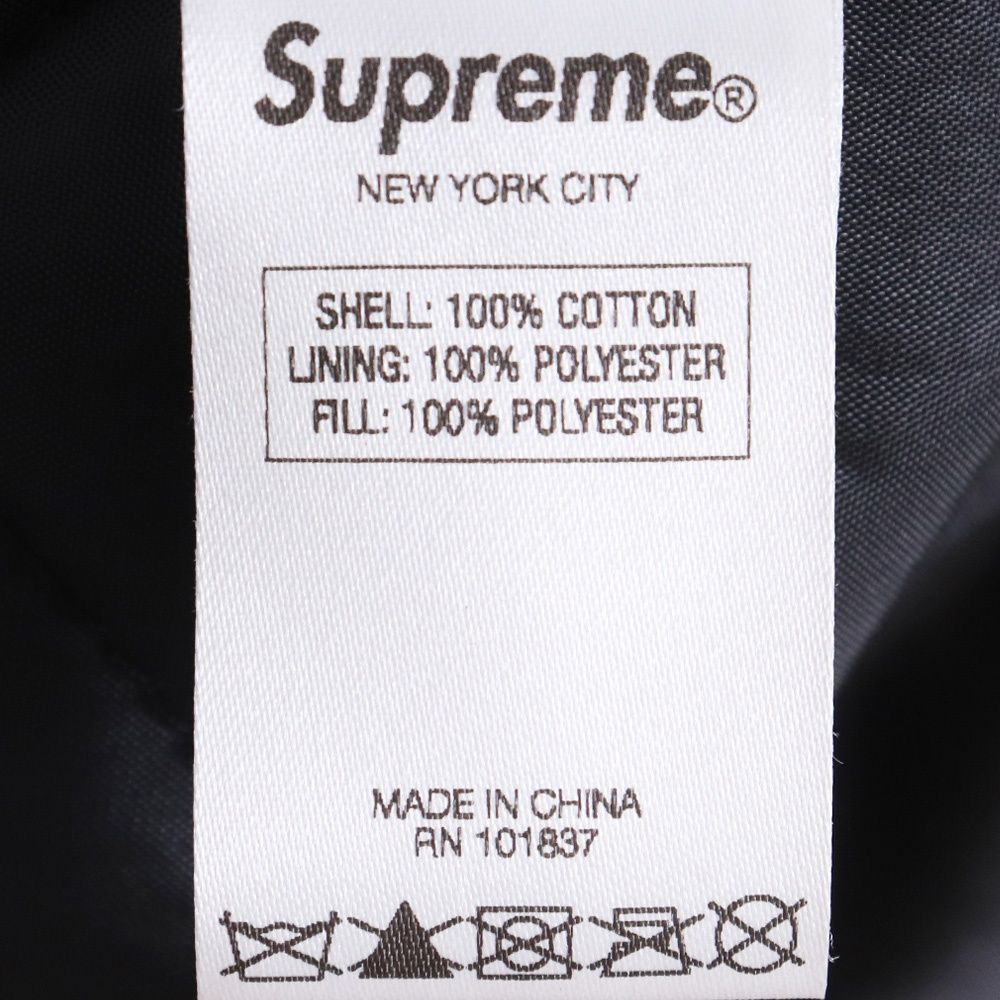 Supreme®
NEW YORK CITY
SHELL: 100% COTTON
LINING: 100% POLYESTER
FILL: 100% POLYESTER
MADE IN CHINA
RN 101837